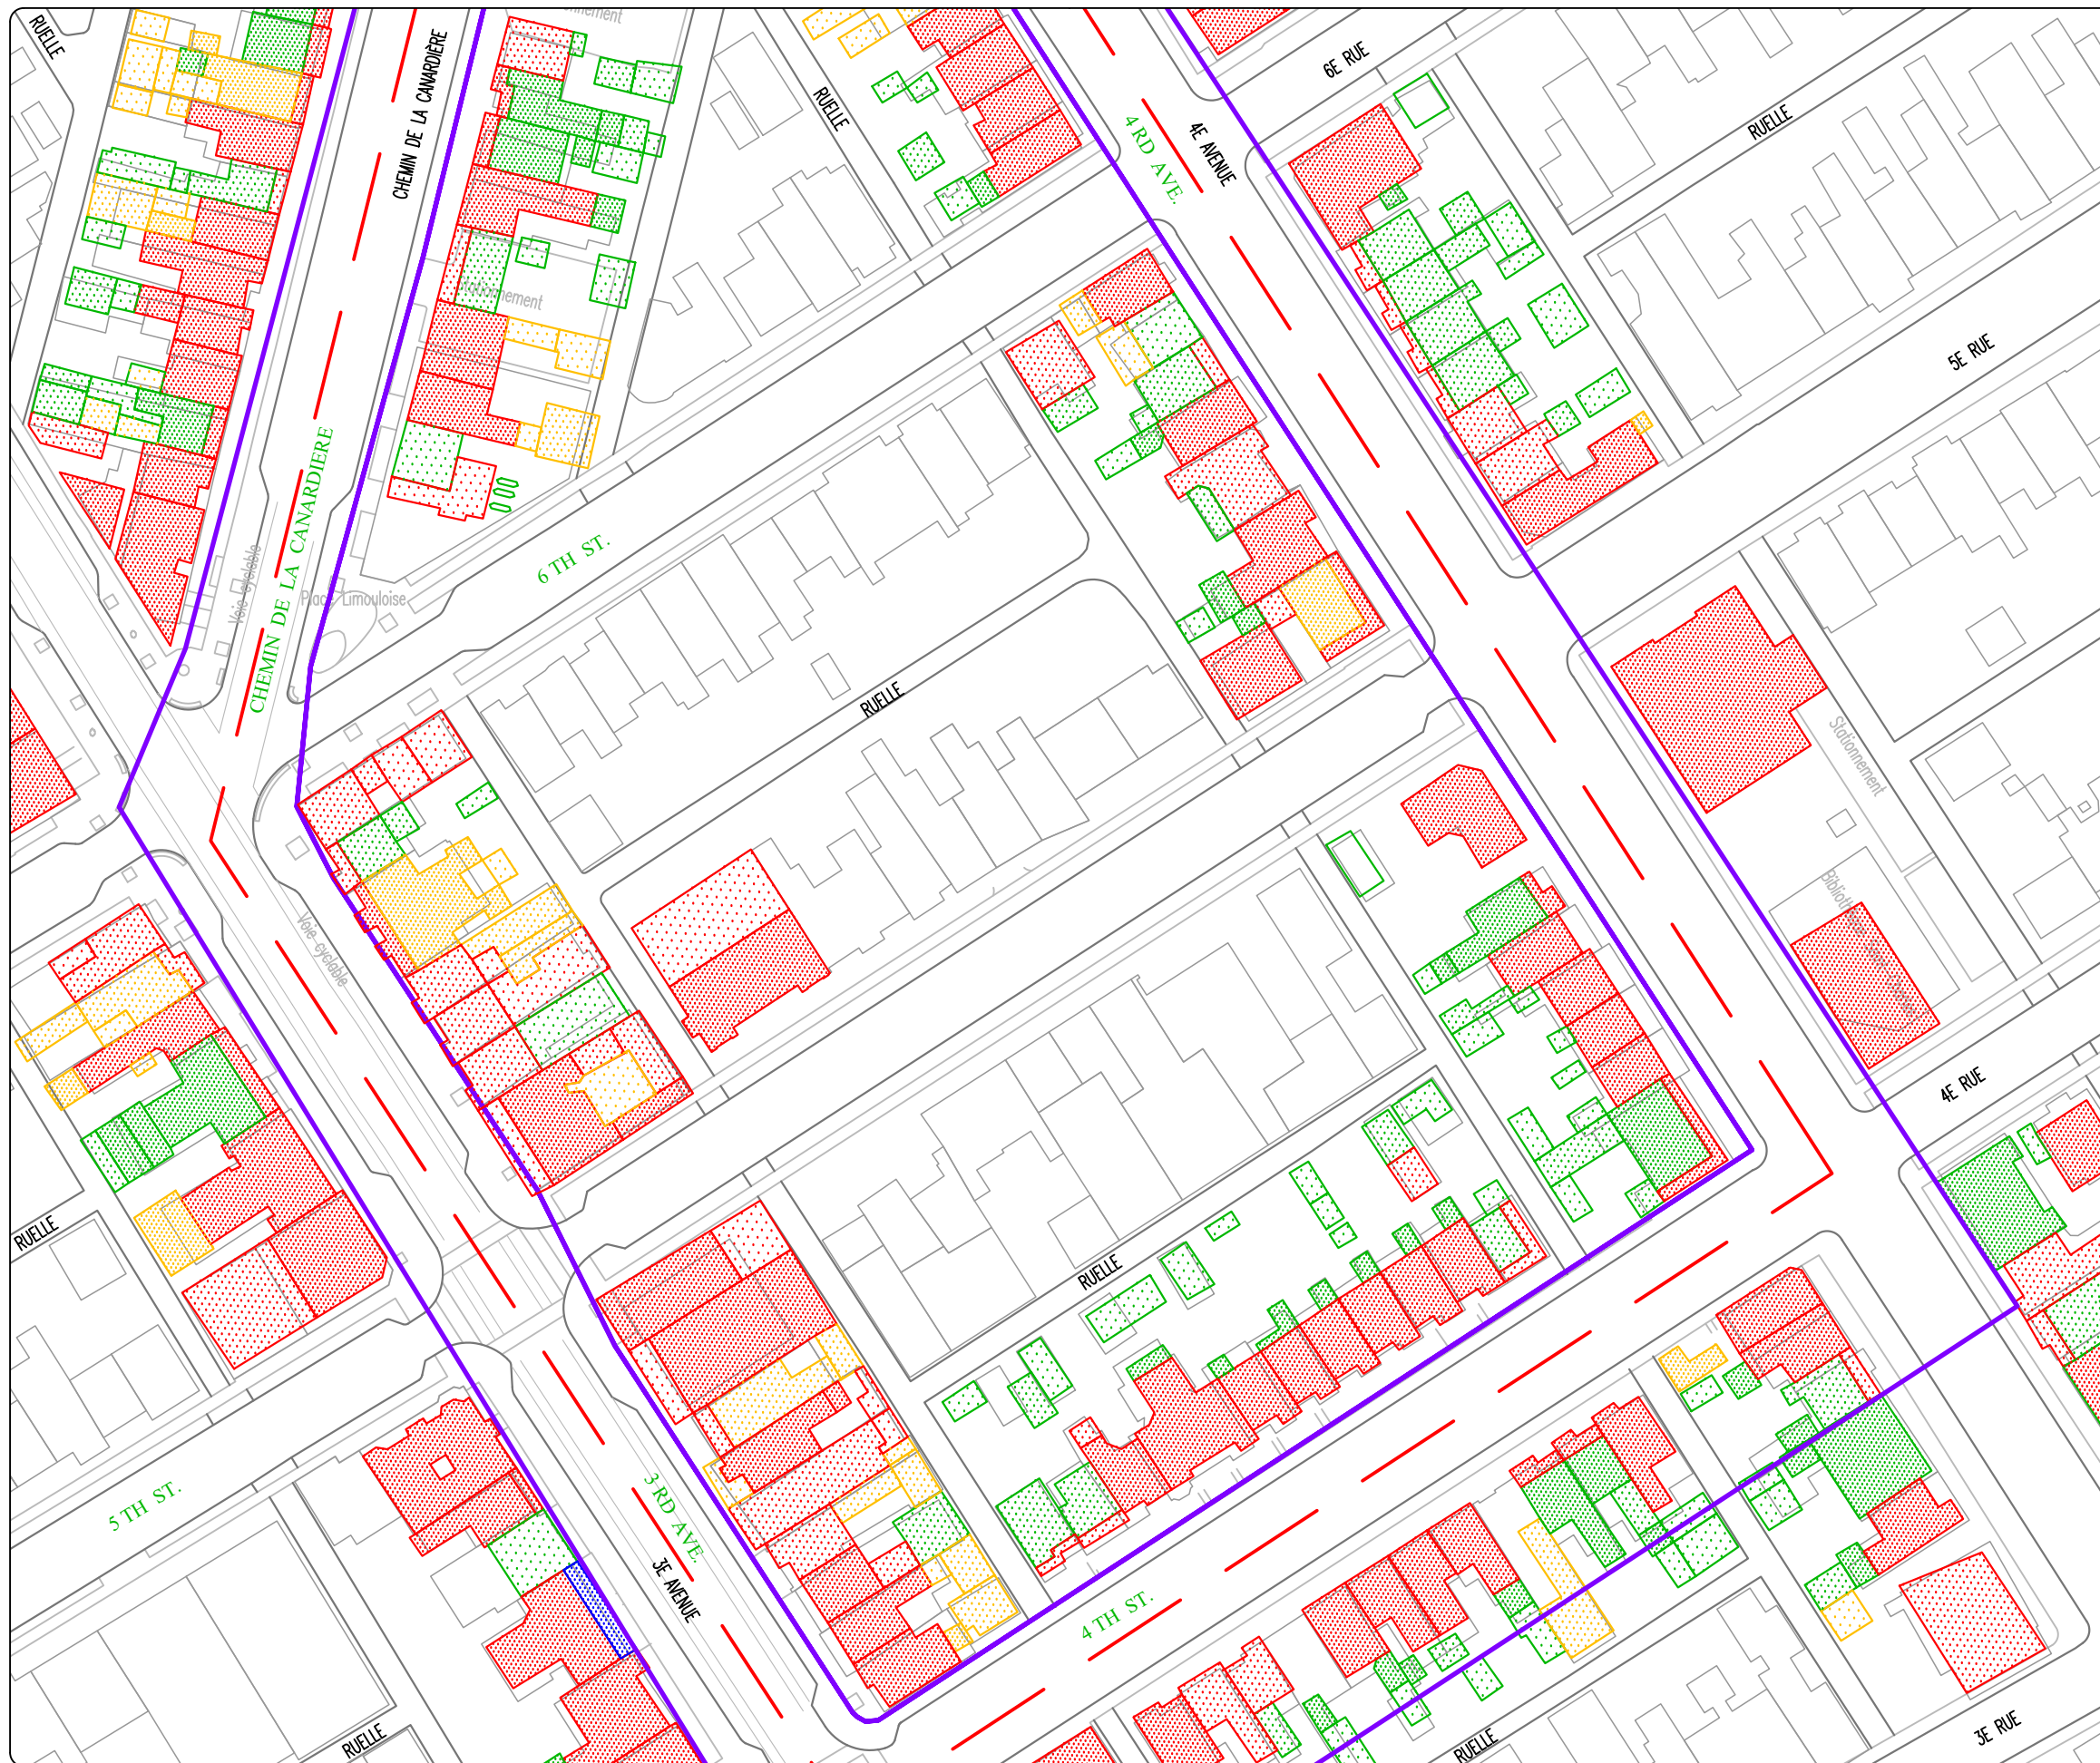 RUELLE
CHEMIN DE LA CANARDIÈRE
RUELLE
4 RD AVE.
4E AVENUE
6E RUE
RUELLE
Stationnement
5E RUE
CHEMIN DE LA CANARDIERE
6 TH ST.
Voie cyclable
Place Limouloise
RUELLE
Stationnement
Voie cyclable
4E RUE
RUELLE
RUELLE
5 TH ST.
3 RD AVE.
3E AVENUE
4 TH ST.
RUELLE
RUELLE
3E RUE